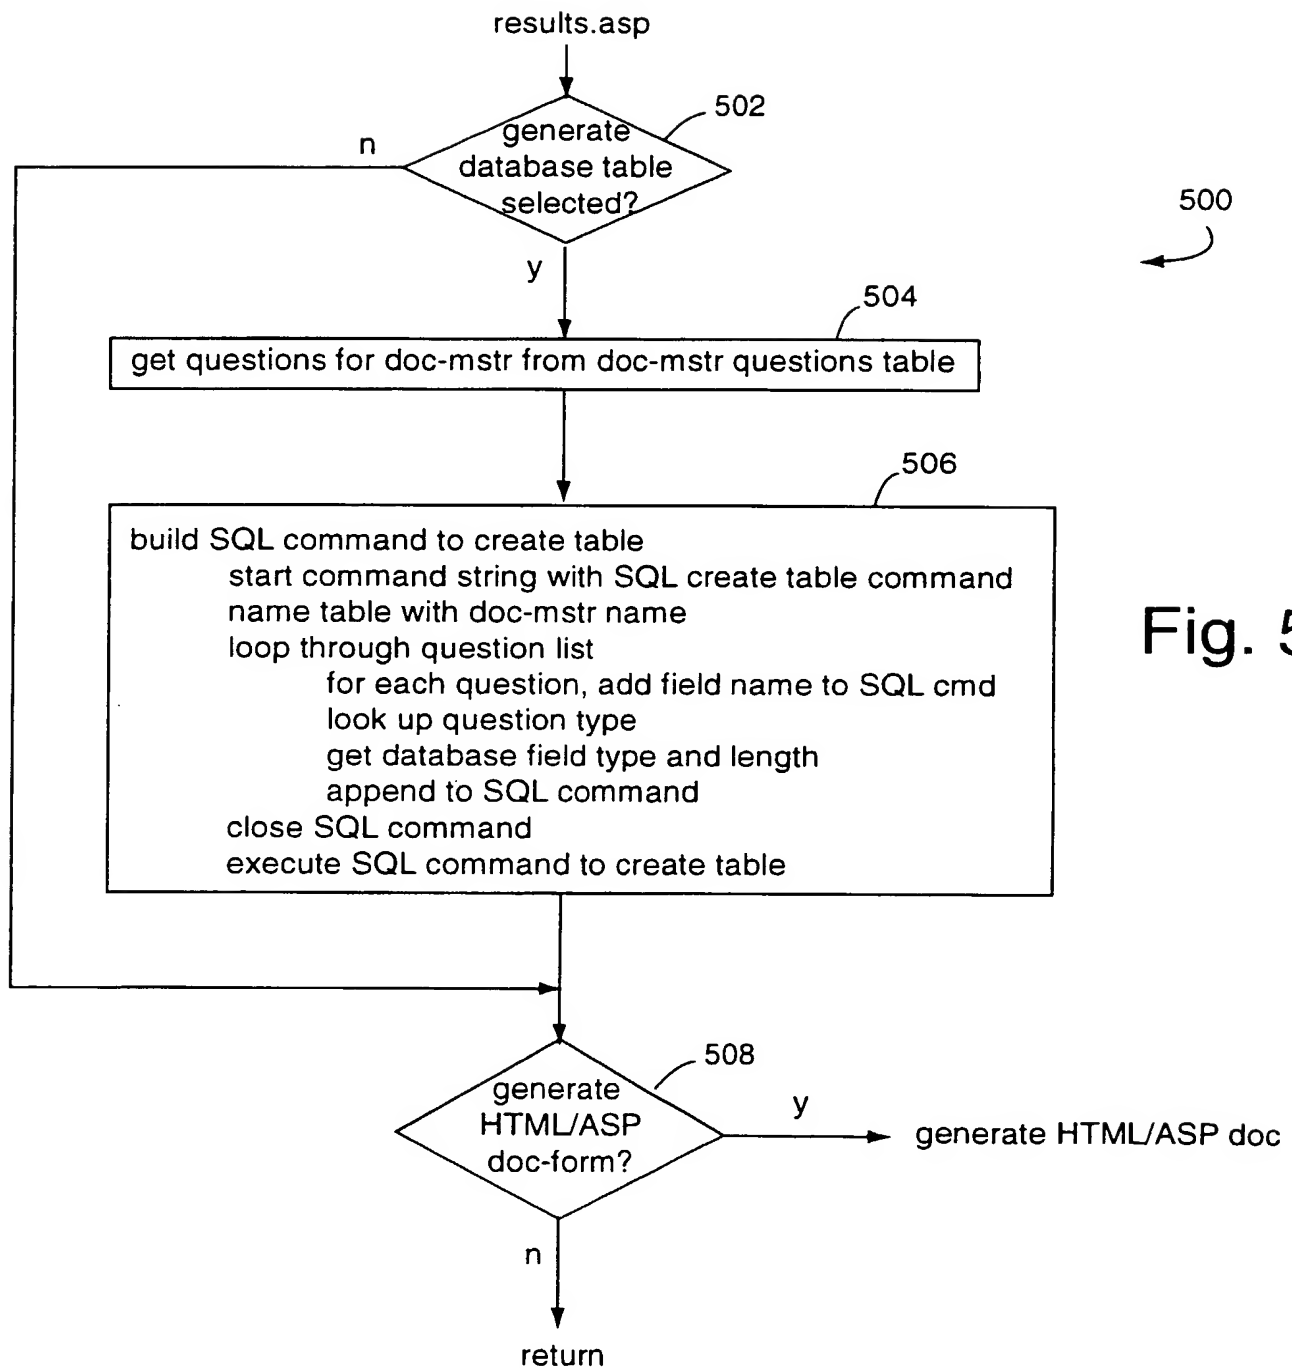 results.asp
502
n
generate
database table
selected?
500
y
504
get questions for doc-mstr from doc-mstr questions table
506
build SQL command to create table
start command string with SQL create table command
name table with doc-mstr name
loop through question list
for each question, add field name to SQL cmd
look up question type
get database field type and length
append to SQL command
close SQL command
execute SQL command to create table
Fig. 5
508
generate
HTML/ASP
doc-form?
y
generate HTML/ASP doc
n
return